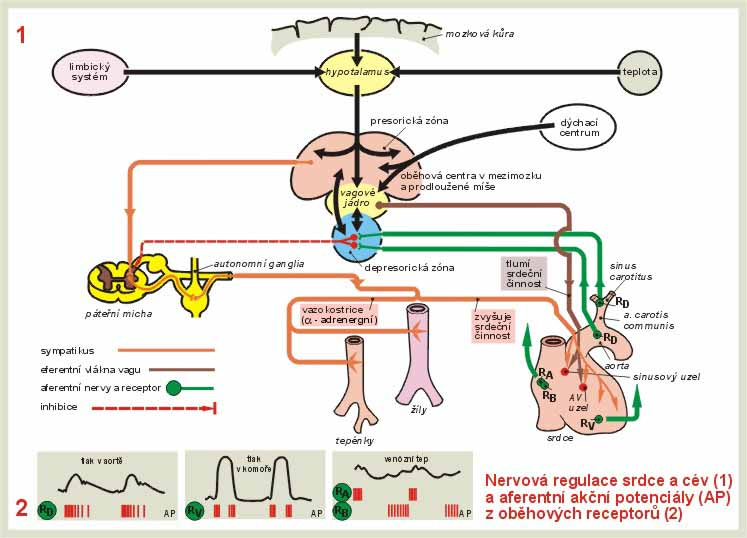 1
mozková kůra
limbický
systém
hypotalamus
teplota
presorická zóna
dýchací
centrum
oběhová centra v mezimozku
a prodloužené míše
vagové
jádro
autonomní ganglia
depresorická zóna
tlumí
srdeční
činnost
sinus
carotitus
RD
a. carotis
communis
páteřní mícha
vazokostrice
(α - adrenergní)
zvyšuje
srdeční
činnost
RD
aorta
sympatikus
eferentní vlákna vagu
aferentní nervy a receptor
inhibice
RA
RB
sinusový uzel
AV
uzel
RV
žíly
tepénky
srdce
tlak v aortě
RD
AP
tlak
v komoře
RV
AP
venózní tep
RA
RB
AP
2
Nervová regulace srdce a cév (1)
a aferentní akční potenciály (AP)
z oběhových receptorů (2)